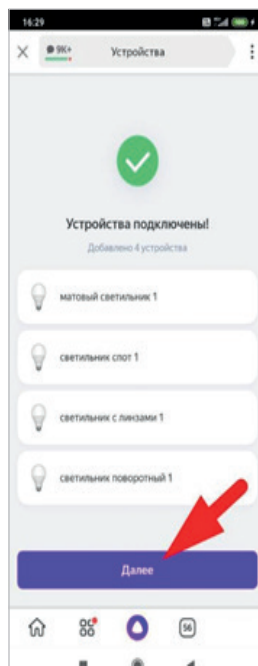 16:29
9К+ Устройства
Устройства подключены!
Добавлено 4 устройства
матовый светильник 1
светильник спот 1
светильник с линзами 1
светильник поворотный 1
Далее
56